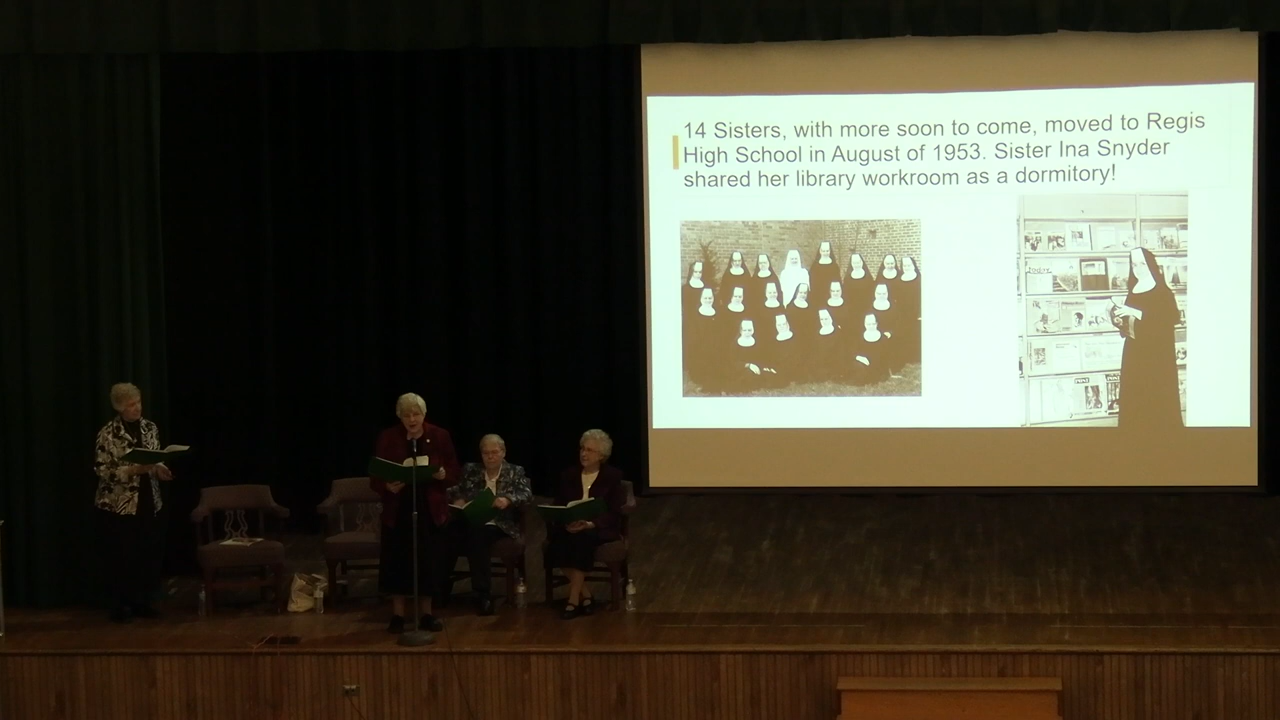 14 Sisters, with more soon to come, moved to Regis
High School in August of 1953. Sister Ina Snyder
shared her library workroom as a dormitory!